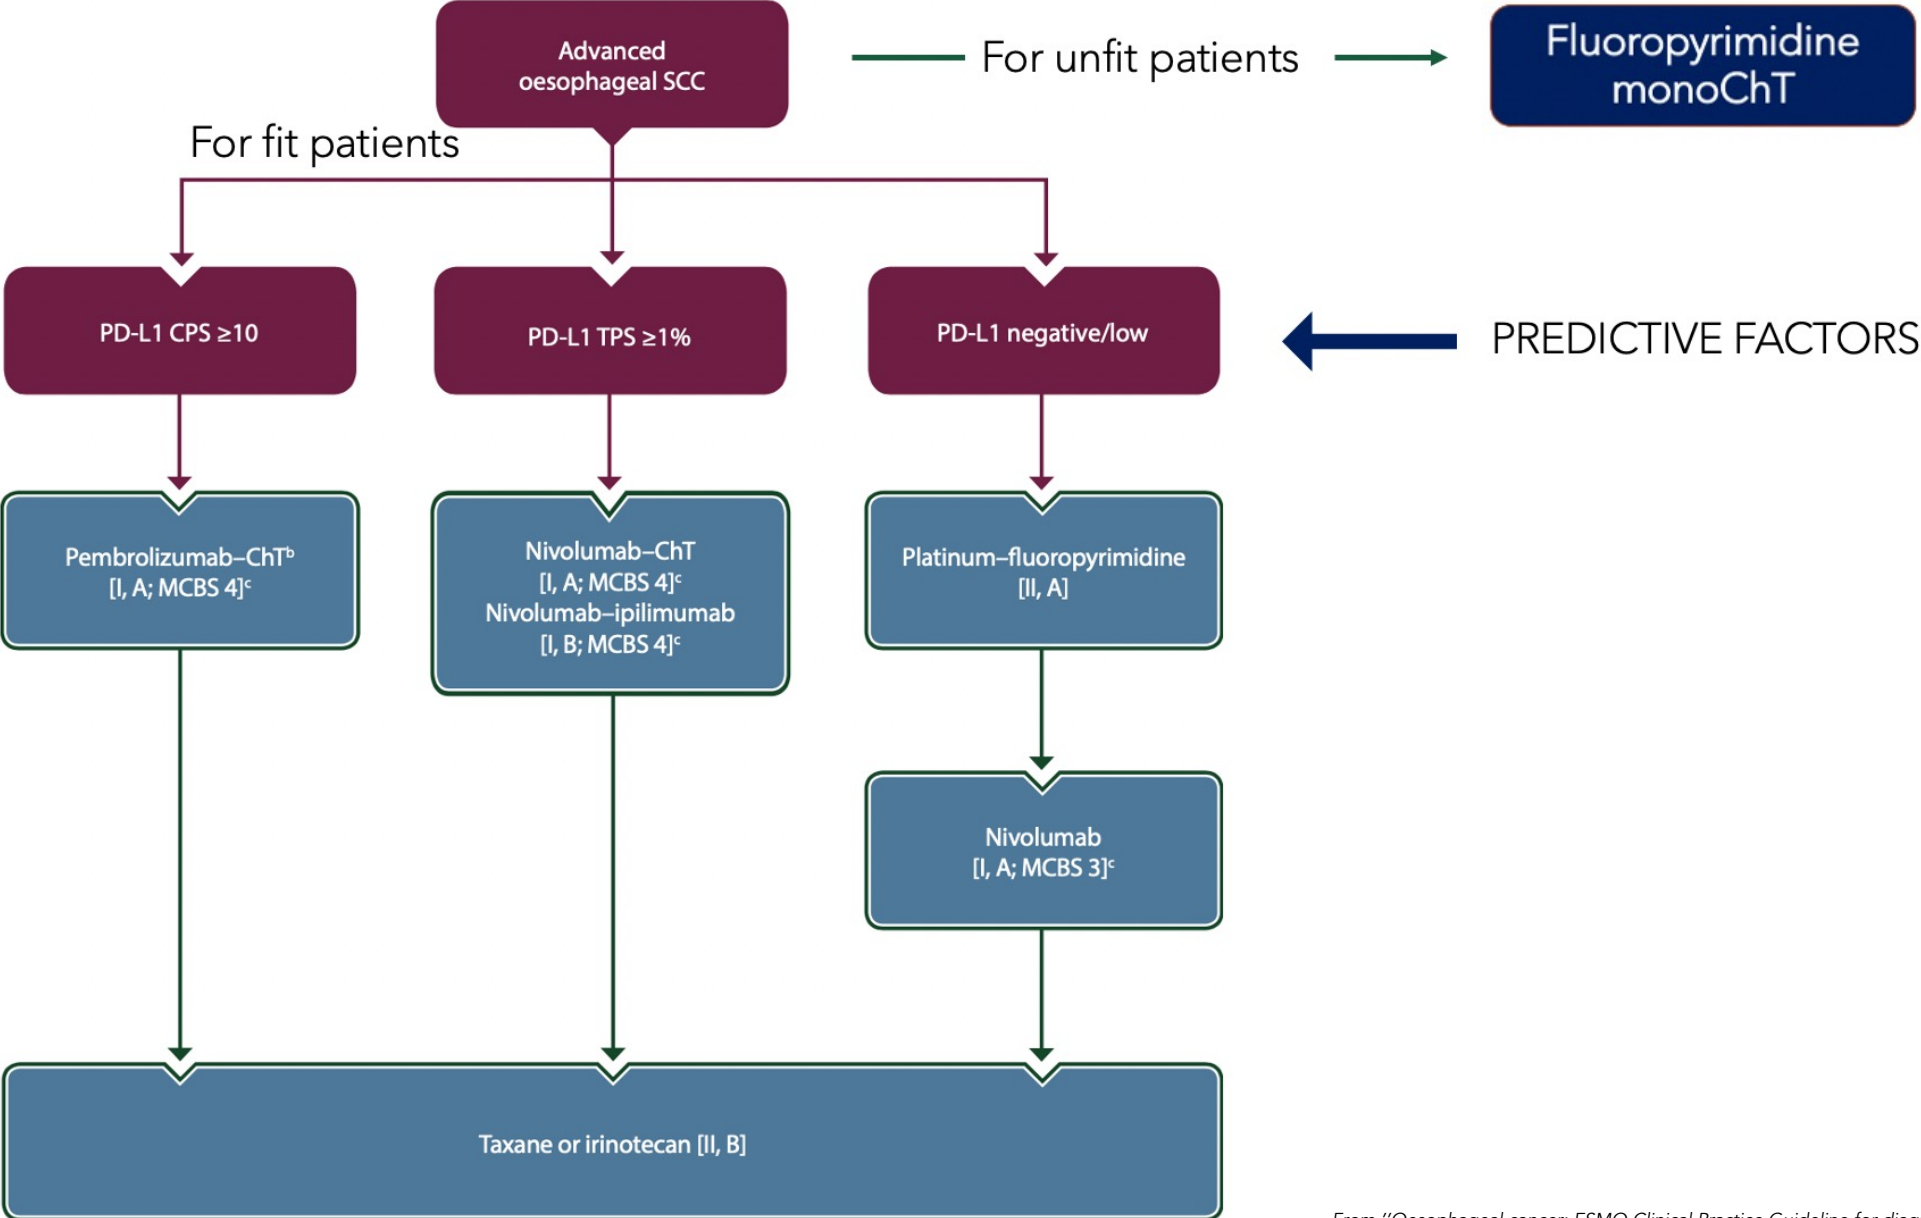 Advanced
oesophageal SCC
For unfit patients
Fluoropyrimidine
monoChT
For fit patients
PD-L1 CPS ≥10
PD-L1 TPS ≥1%
PD-L1 negative/low
PREDICTIVE FACTORS
Pembrolizumab–ChTᵇ
[I, A; MCBS 4]ᶜ
Nivolumab–ChT
[I, A; MCBS 4]ᶜ
Nivolumab–ipilimumab
[I, B; MCBS 4]ᶜ
Platinum–fluoropyrimidine
[II, A]
Nivolumab
[I, A; MCBS 3]ᶜ
Taxane or irinotecan [II, B]